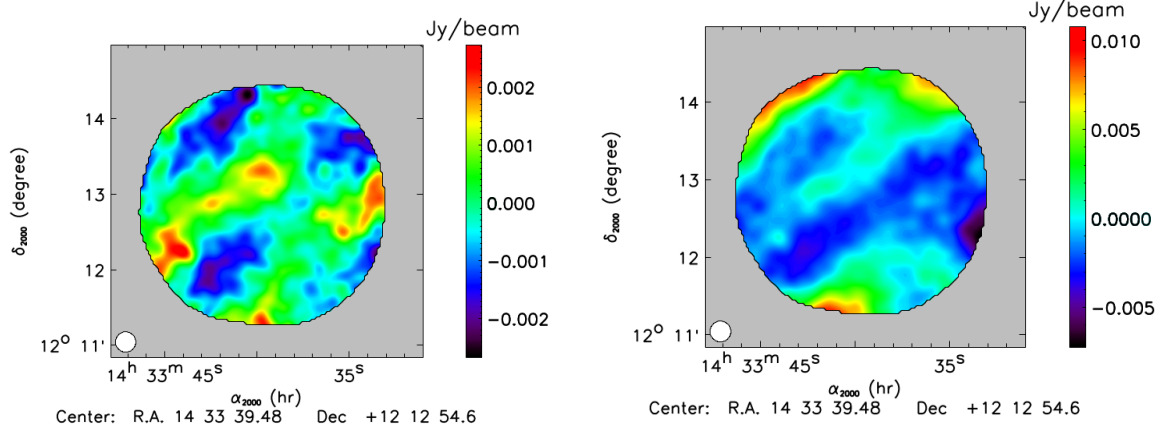 Jy/beam
0.002
0.001
0.000
−0.001
−0.002
14
13
12
12° 11'
δ₂₀₀₀ (degree)
14ʰ 33ᵐ 45ˢ 35ˢ
α₂₀₀₀ (hr)
Center: R.A. 14 33 39.48 Dec +12 12 54.6
Jy/beam
0.010
0.005
0.0000
−0.005
14
13
12
12° 11'
δ₂₀₀₀ (degree)
14ʰ 33ᵐ 45ˢ 35ˢ
α₂₀₀₀ (hr)
Center: R.A. 14 33 39.48 Dec +12 12 54.6